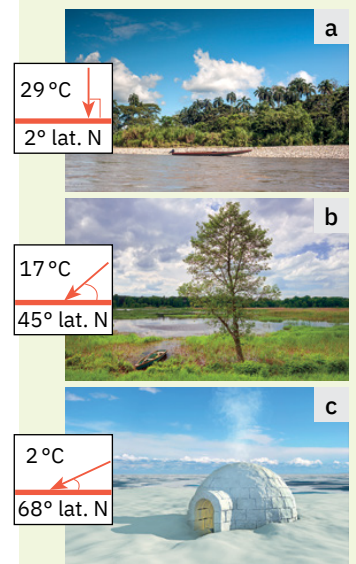 a
29 °C
2° lat. N
b
17 °C
45° lat. N
c
2 °C
68° lat. N